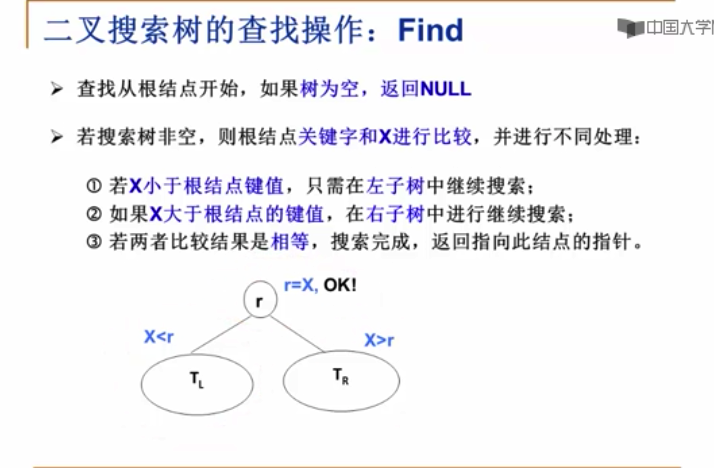 二叉搜索树的查找操作：Find
中国大学
➢ 查找从根结点开始，如果树为空，返回NULL
➢ 若搜索树非空，则根结点关键字和X进行比较，并进行不同处理：
① 若X小于根结点键值，只需在左子树中继续搜索；
② 如果X大于根结点的键值，在右子树中进行继续搜索；
③ 若两者比较结果是相等，搜索完成，返回指向此结点的指针。
r=X, OK!
r
X<r
X>r
TL
TR